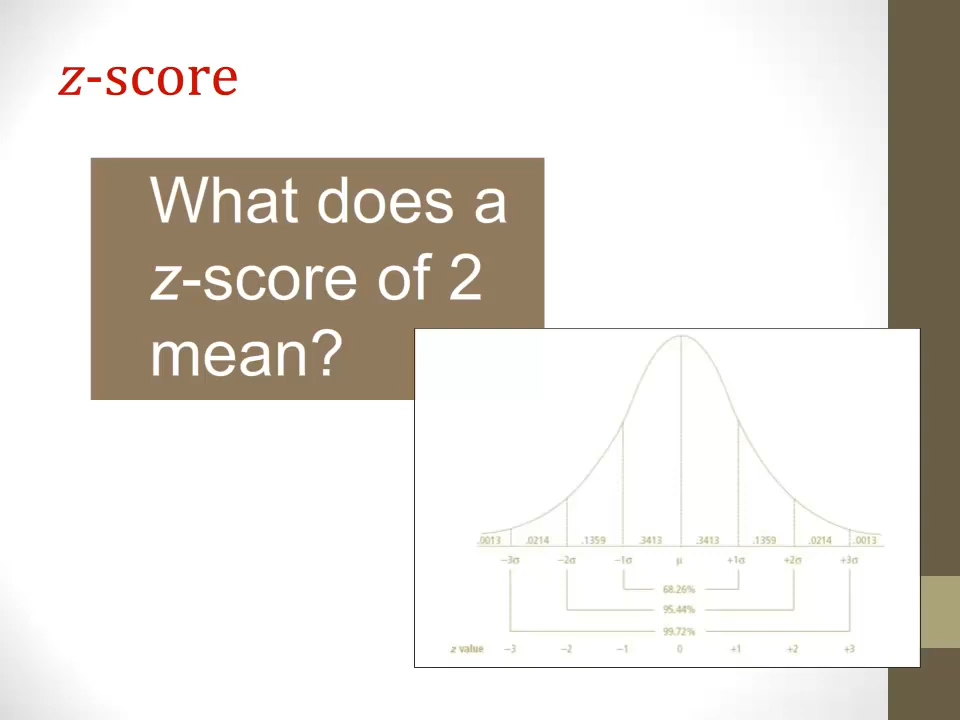 z-score
What does a
z-score of 2
mean?
.0013 .0214 .1359 .3413 .3413 .1359 .0214 .0013
−3σ −2σ −1σ μ +1σ +2σ +3σ
68.26%
95.44%
99.72%
z value −3 −2 −1 0 +1 +2 +3